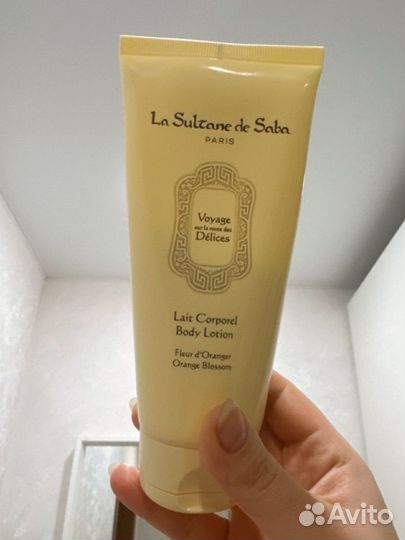 La Sultane de Saba
PARIS
Voyage
sur la route des
Délices
Lait Corporel
Body Lotion
Fleur d'Oranger
Orange Blossom
Avito